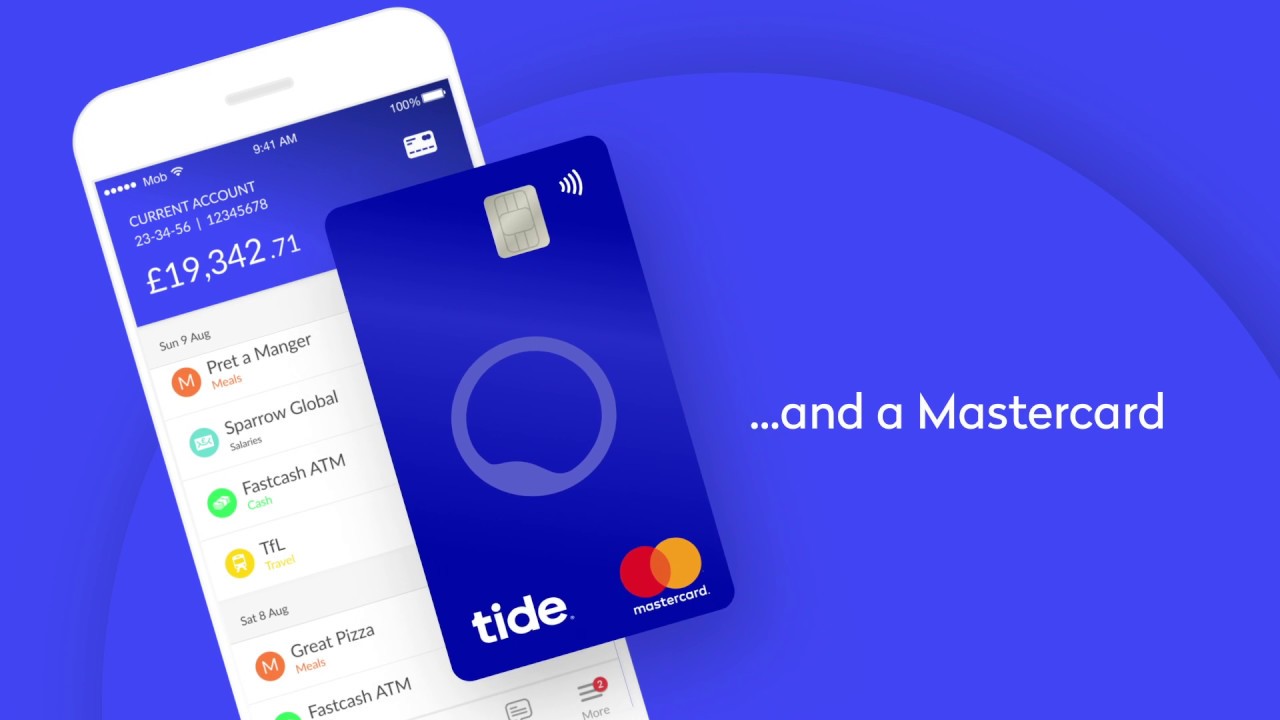 Mob
9:41 AM
100%
CURRENT ACCOUNT
23-34-56 | 12345678
£19,342.71
Sun 9 Aug
M
Pret a Manger
Meals
Sparrow Global
Salaries
Fastcash ATM
Cash
TfL
Travel
Sat 8 Aug
M
Great Pizza
Meals
Fastcash ATM
2
More
tide
mastercard.
...and a Mastercard